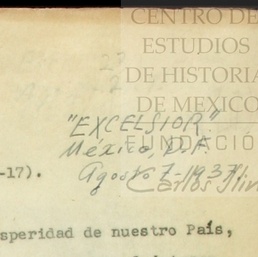 CENTRO DE
ESTUDIOS
DE HISTORIA
DE MEXICO
FUNDACIÓN
"EXCELSIOR"
México, D.F.
Agosto 7-1937
Carlos Slim
-17).
speridad de nuestro País,